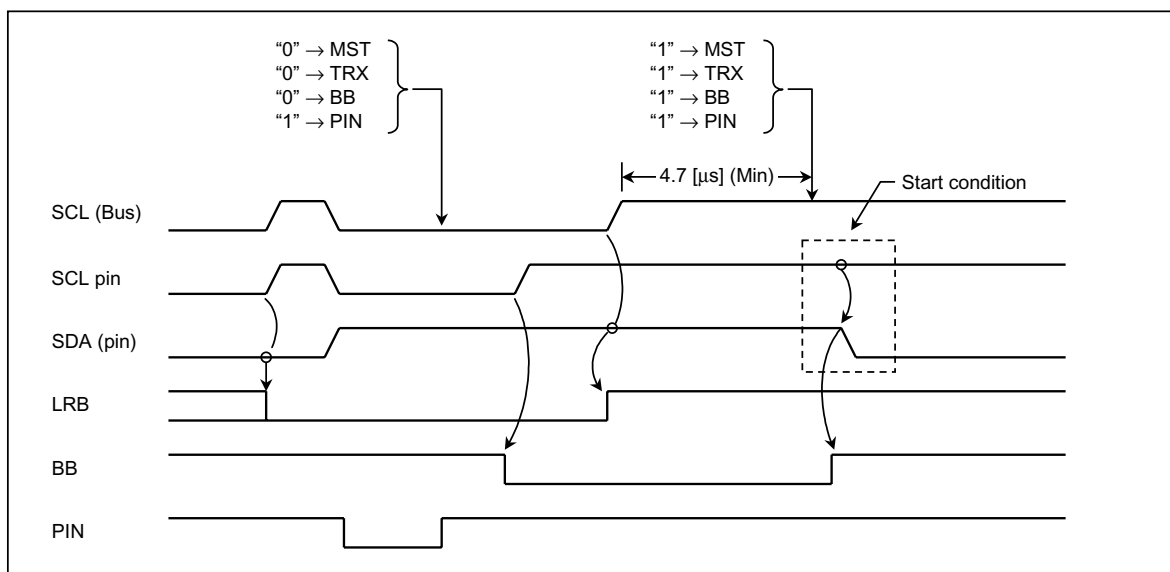 “0” → MST
“0” → TRX
“0” → BB
“1” → PIN
“1” → MST
“1” → TRX
“1” → BB
“1” → PIN
4.7 [μs] (Min)
Start condition
SCL (Bus)
SCL pin
SDA (pin)
LRB
BB
PIN